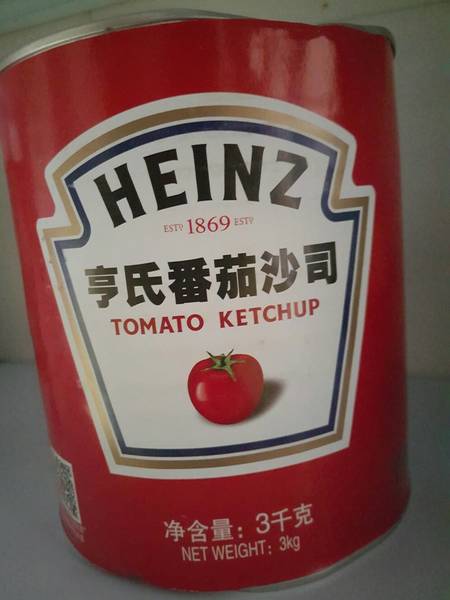 HEINZ
ESTD 1869 ESTD
亨氏番茄沙司
TOMATO KETCHUP
净含量：3千克
NET WEIGHT：3kg